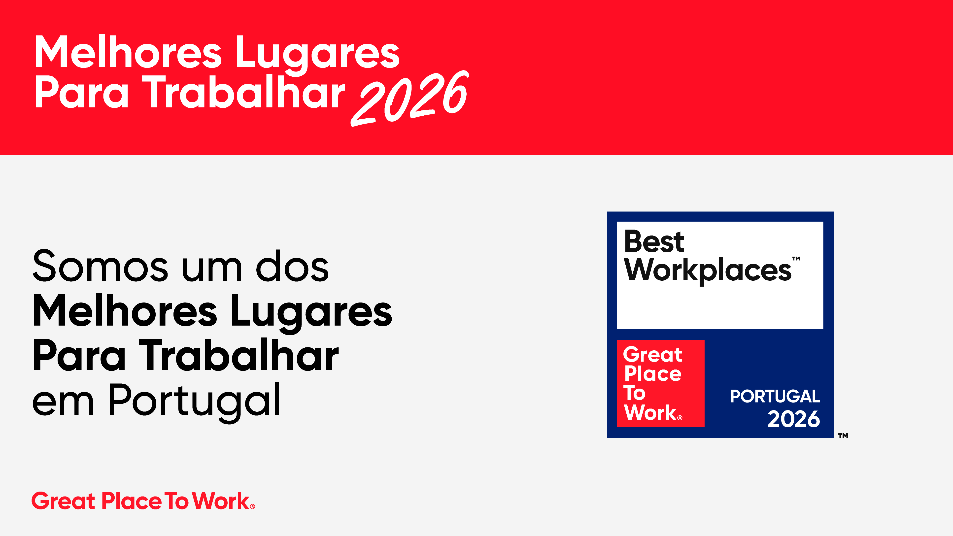 Melhores Lugares
Para Trabalhar 2026
Somos um dos
Melhores Lugares
Para Trabalhar
em Portugal
Best
Workplaces™
Great
Place
To
Work®
PORTUGAL
2026
™
Great Place To Work®